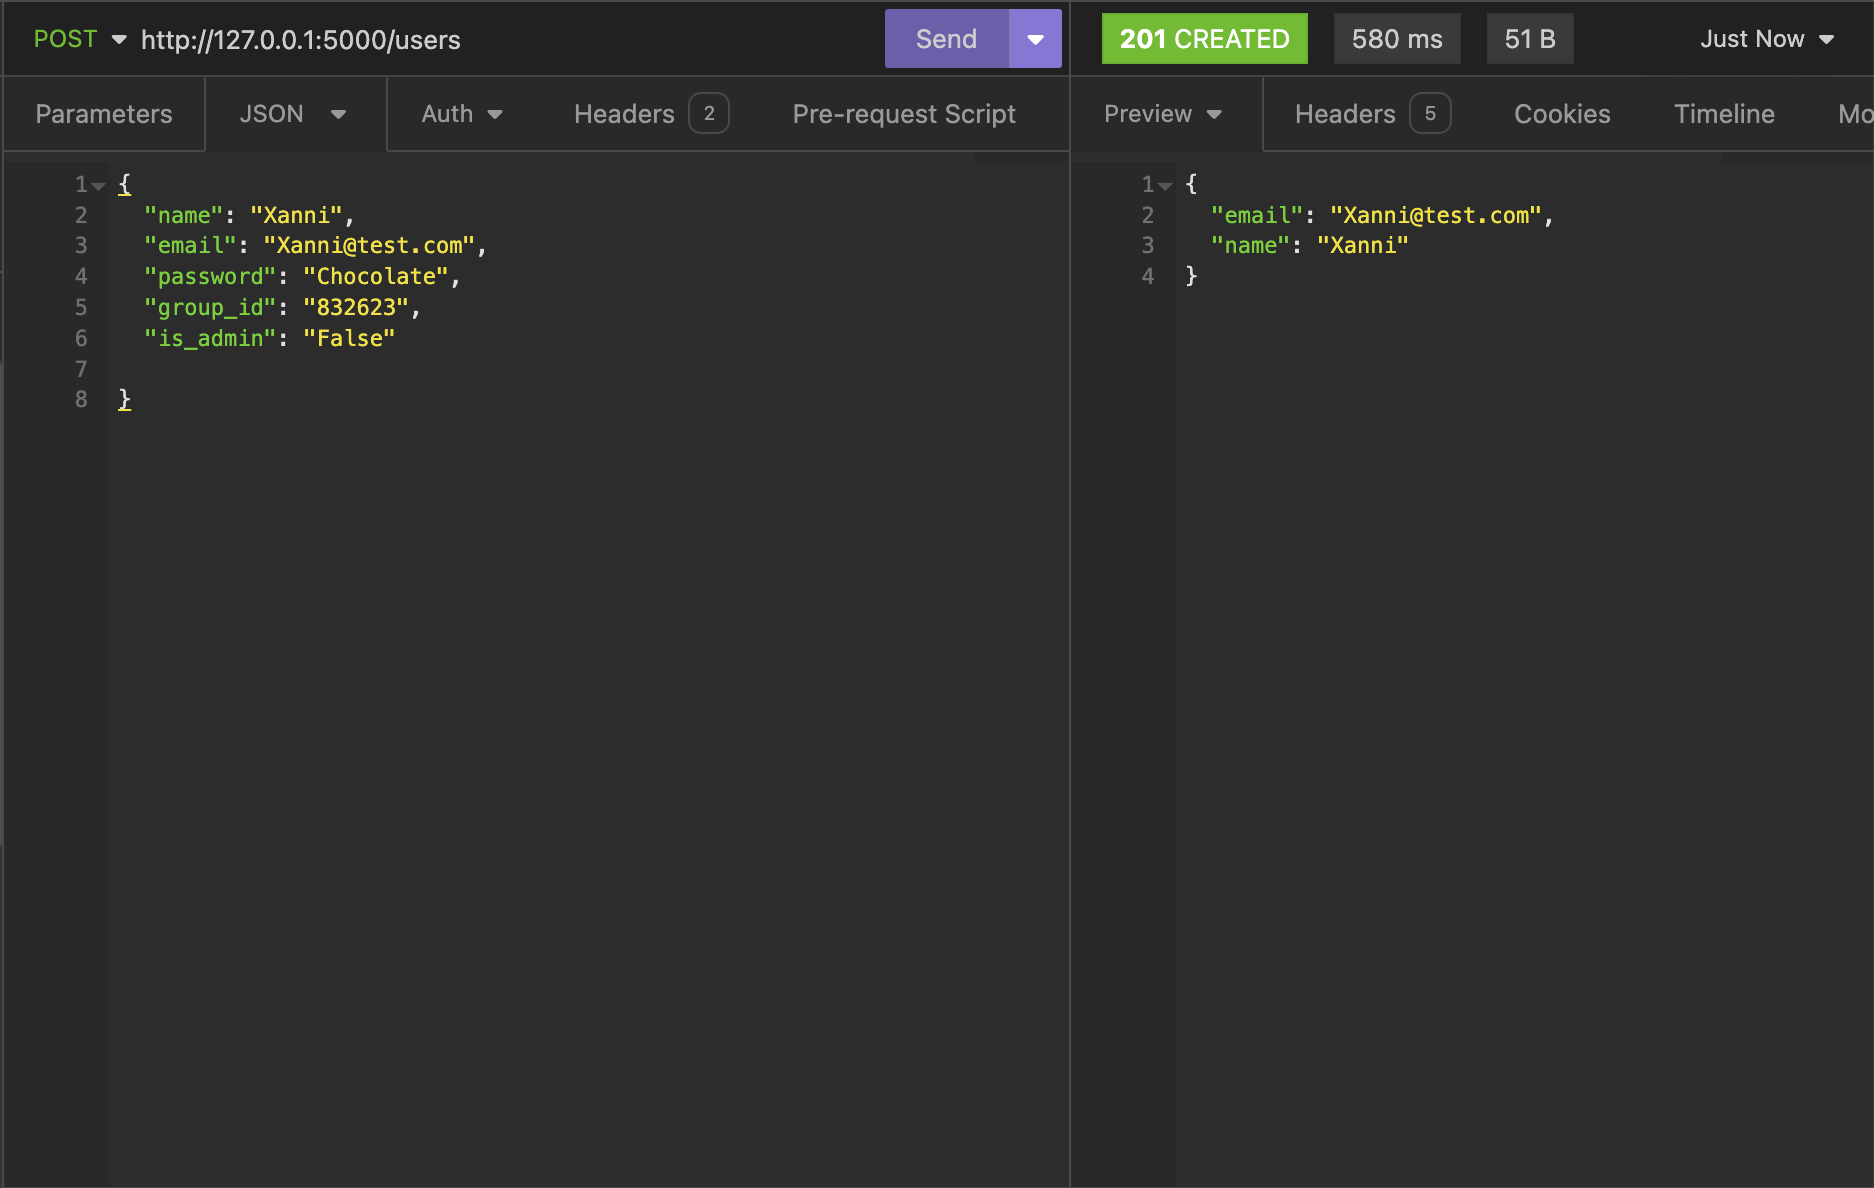 POST http://127.0.0.1:5000/users Send 201 CREATED 580 ms 51 B Just Now
Parameters JSON Auth Headers 2 Pre-request Script Preview Headers 5 Cookies Timeline Mo
1 {
2 "name": "Xanni",
3 "email": "Xanni@test.com",
4 "password": "Chocolate",
5 "group_id": "832623",
6 "is_admin": "False"
7
8 }
1 {
2 "email": "Xanni@test.com",
3 "name": "Xanni"
4 }